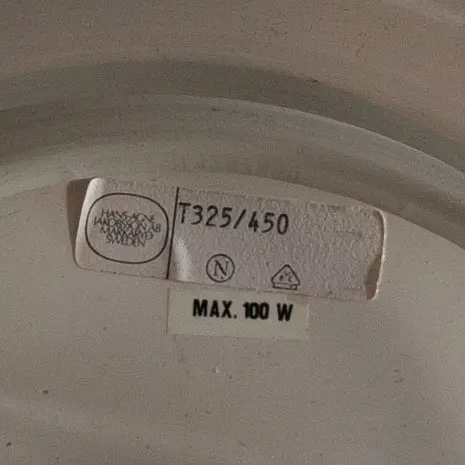 HANS-AGNE
JAKOBSSON AB
MARKARYD
SWEDEN
T325/450
N
MAX. 100 W